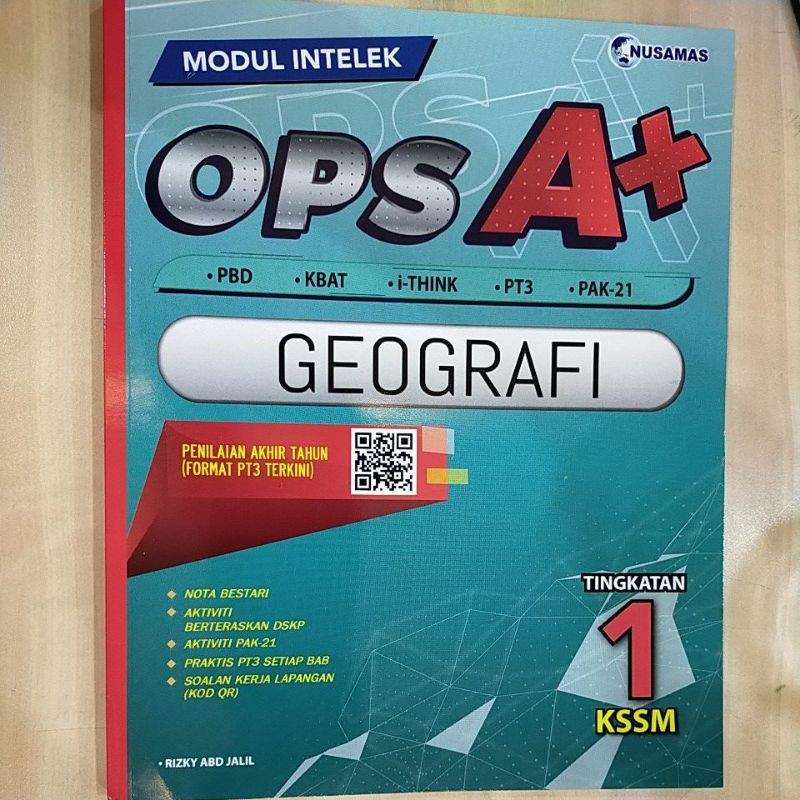 MODUL INTELEK
NUSAMAS
OPS A+
• PBD • KBAT • i-THINK • PT3 • PAK-21
GEOGRAFI
PENILAIAN AKHIR TAHUN
(FORMAT PT3 TERKINI)
NOTA BESTARI
AKTIVITI
BERTERASKAN DSKP
AKTIVITI PAK-21
PRAKTIS PT3 SETIAP BAB
SOALAN KERJA LAPANGAN
(KOD QR)
TINGKATAN
1
KSSM
• RIZKY ABD JALIL